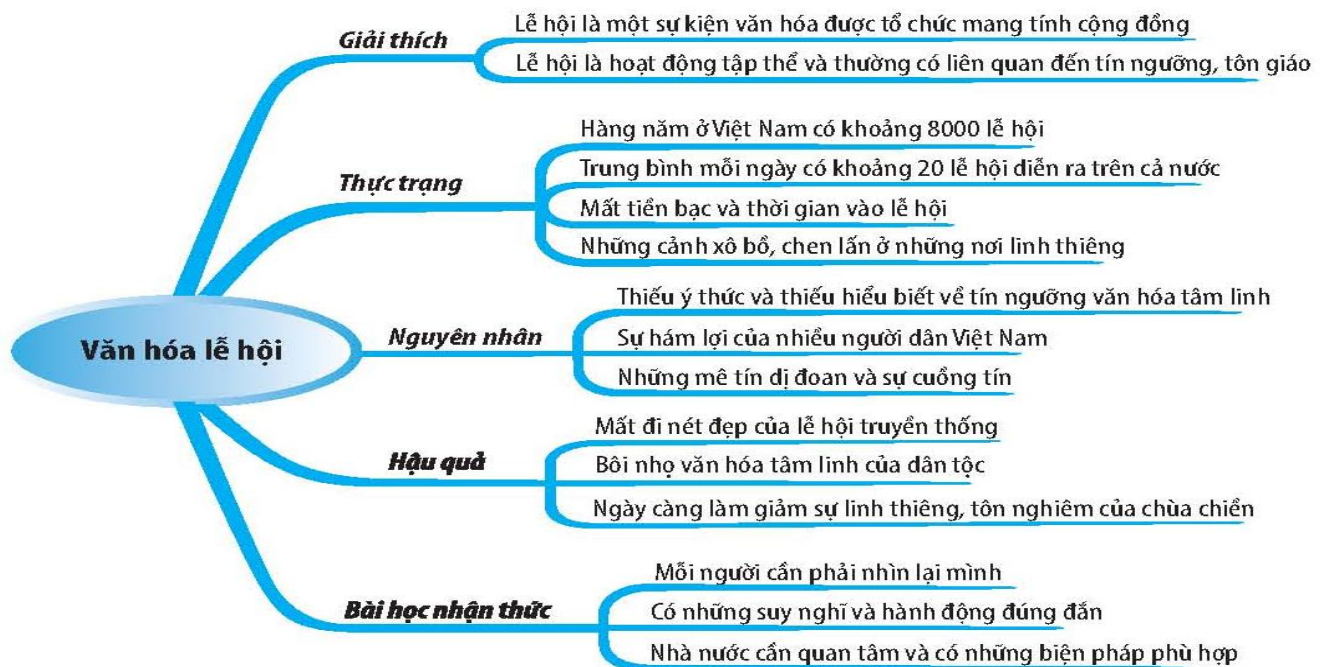 Văn hóa lễ hội
Giải thích
Lễ hội là một sự kiện văn hóa được tổ chức mang tính cộng đồng
Lễ hội là hoạt động tập thể và thường có liên quan đến tín ngưỡng, tôn giáo
Thực trạng
Hàng năm ở Việt Nam có khoảng 8000 lễ hội
Trung bình mỗi ngày có khoảng 20 lễ hội diễn ra trên cả nước
Mất tiền bạc và thời gian vào lễ hội
Những cảnh xô bồ, chen lấn ở những nơi linh thiêng
Nguyên nhân
Thiếu ý thức và thiếu hiểu biết về tín ngưỡng văn hóa tâm linh
Sự hám lợi của nhiều người dân Việt Nam
Những mê tín dị đoan và sự cuồng tín
Hậu quả
Mất đi nét đẹp của lễ hội truyền thống
Bôi nhọ văn hóa tâm linh của dân tộc
Ngày càng làm giảm sự linh thiêng, tôn nghiêm của chùa chiền
Bài học nhận thức
Mỗi người cần phải nhìn lại mình
Có những suy nghĩ và hành động đúng đắn
Nhà nước cần quan tâm và có những biện pháp phù hợp